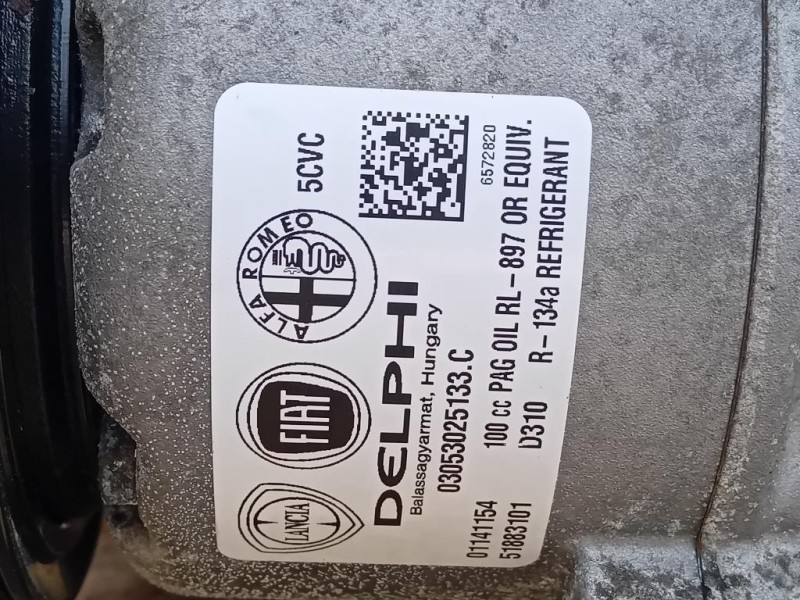 LANCIA
FIAT
ALFA ROMEO
5CVC
DELPHI
Balassagyarmat, Hungary
03053025133.C
6572820
01141154 100 cc PAG OIL RL-897 OR EQUIV.
51883101 D310 R-134a REFRIGERANT